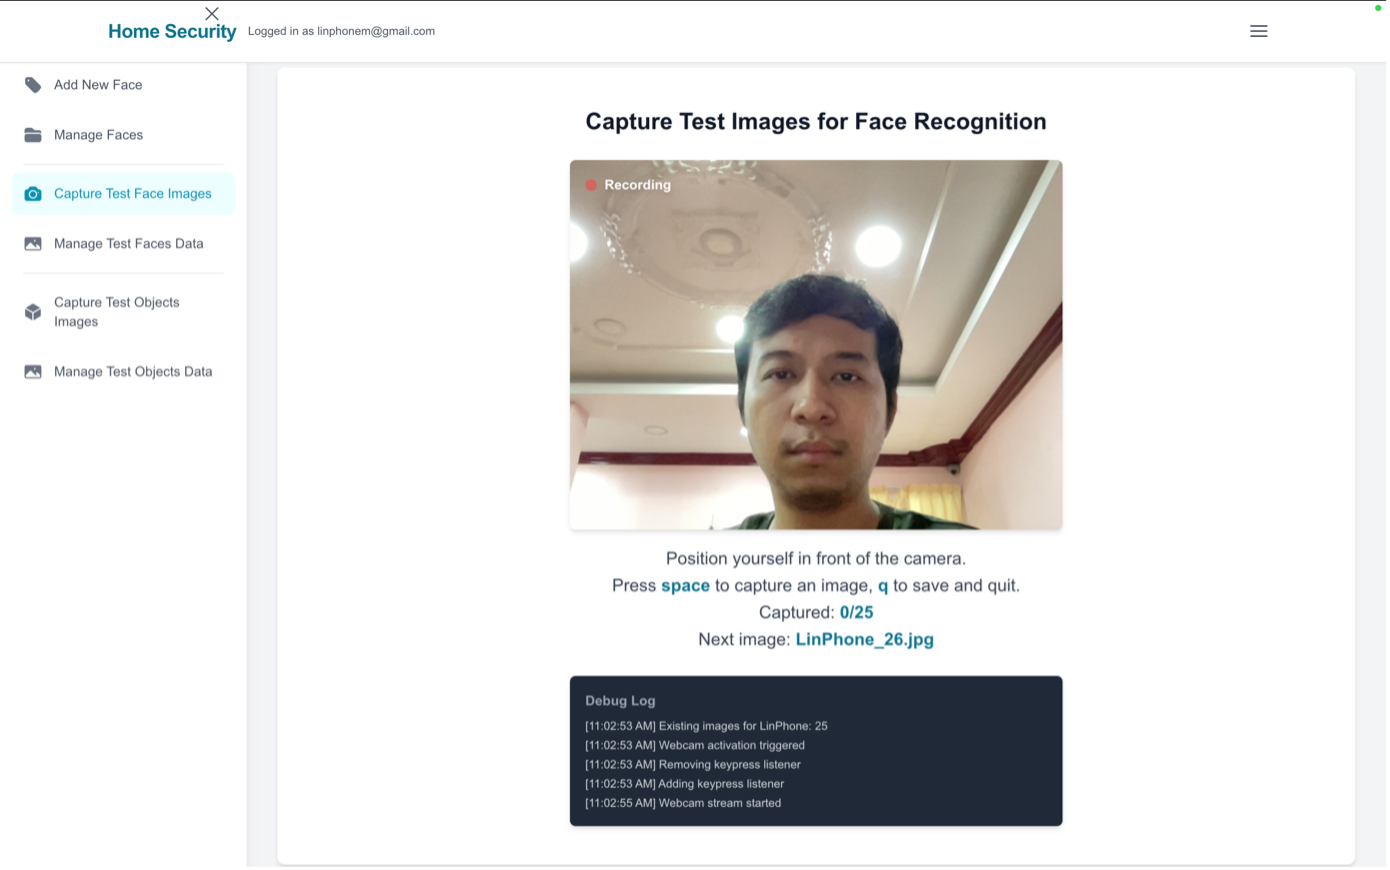 Home Security
Logged in as linphonem@gmail.com
Add New Face
Manage Faces
Capture Test Face Images
Manage Test Faces Data
Capture Test Objects
Images
Manage Test Objects Data
Capture Test Images for Face Recognition
Recording
Position yourself in front of the camera.
Press space to capture an image, q to save and quit.
Captured: 0/25
Next image: LinPhone_26.jpg
Debug Log
[11:02:53 AM] Existing images for LinPhone: 25
[11:02:53 AM] Webcam activation triggered
[11:02:53 AM] Removing keypress listener
[11:02:53 AM] Adding keypress listener
[11:02:55 AM] Webcam stream started